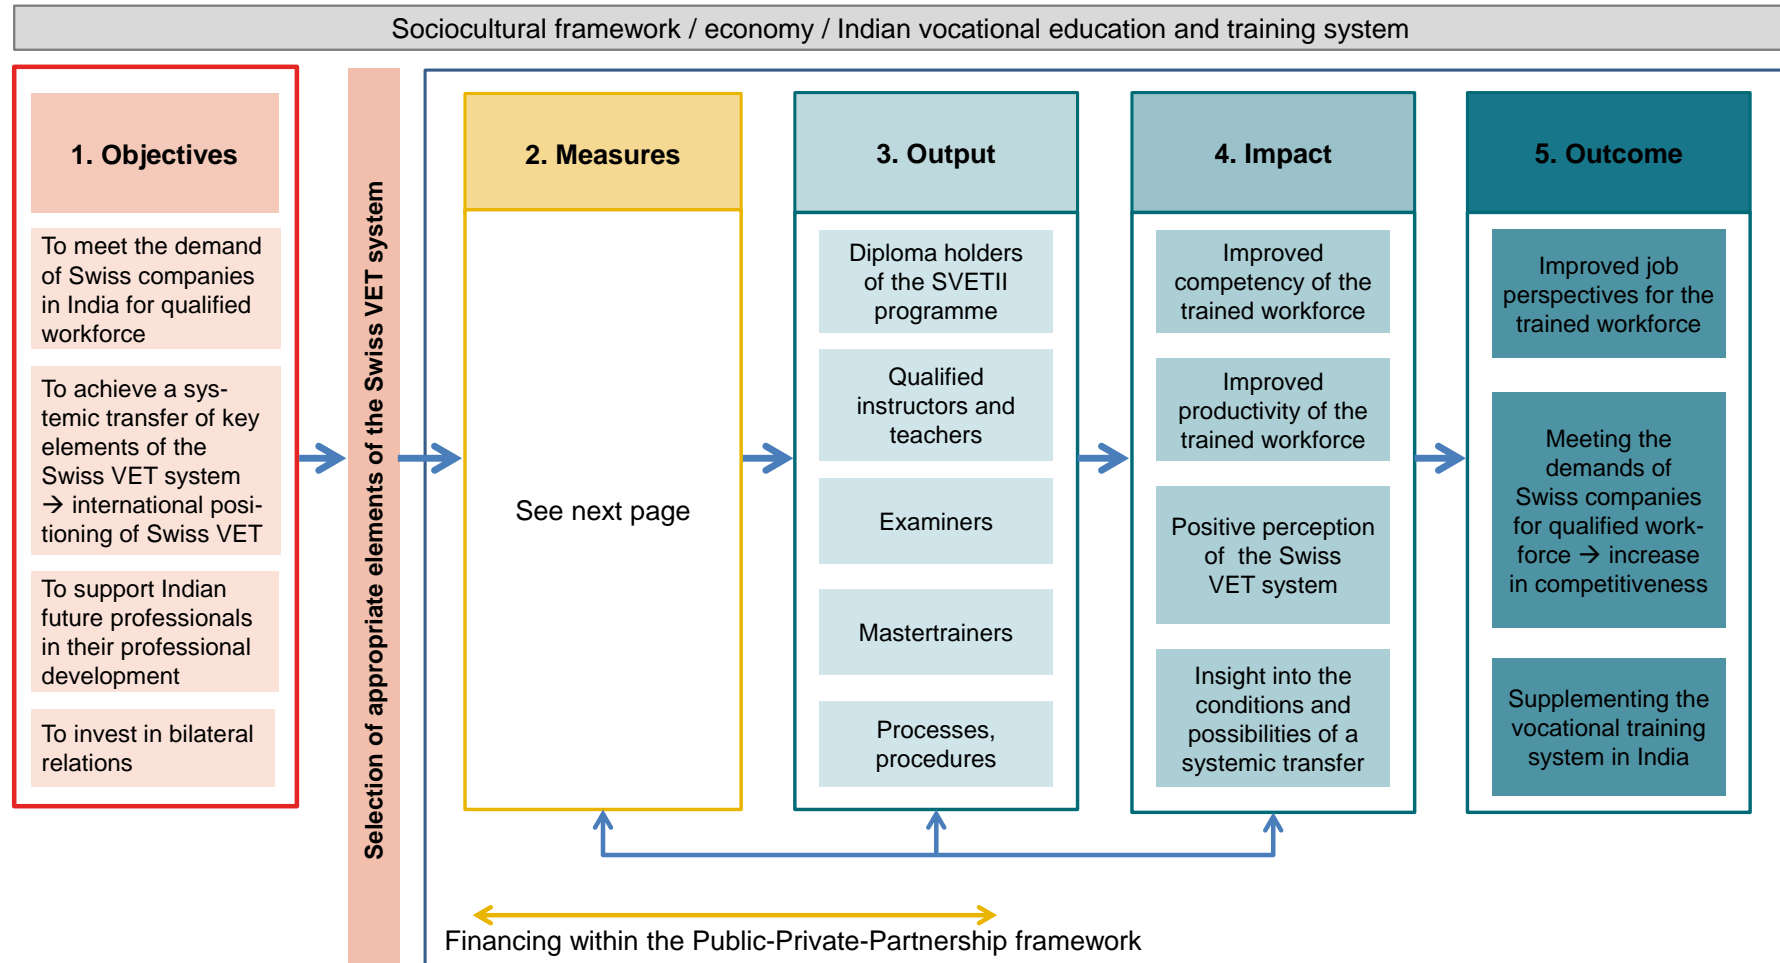 Sociocultural framework / economy / Indian vocational education and training system
1. Objectives
To meet the demand
of Swiss companies
in India for qualified
workforce
To achieve a sys-
temic transfer of key
elements of the
Swiss VET system
→ international posi-
tioning of Swiss VET
To support Indian
future professionals
in their professional
development
To invest in bilateral
relations
Selection of appropriate elements of the Swiss VET system
2. Measures
See next page
3. Output
Diploma holders
of the SVETII
programme
Qualified
instructors and
teachers
Examiners
Mastertrainers
Processes,
procedures
4. Impact
Improved
competency of the
trained workforce
Improved
productivity of the
trained workforce
Positive perception
of  the Swiss
VET system
Insight into the
conditions and
possibilities of a
systemic transfer
5. Outcome
Improved job
perspectives for the
trained workforce
Meeting the
demands of
Swiss companies
for qualified work-
force → increase
in competitiveness
Supplementing the
vocational training
system in India
Financing within the Public-Private-Partnership framework